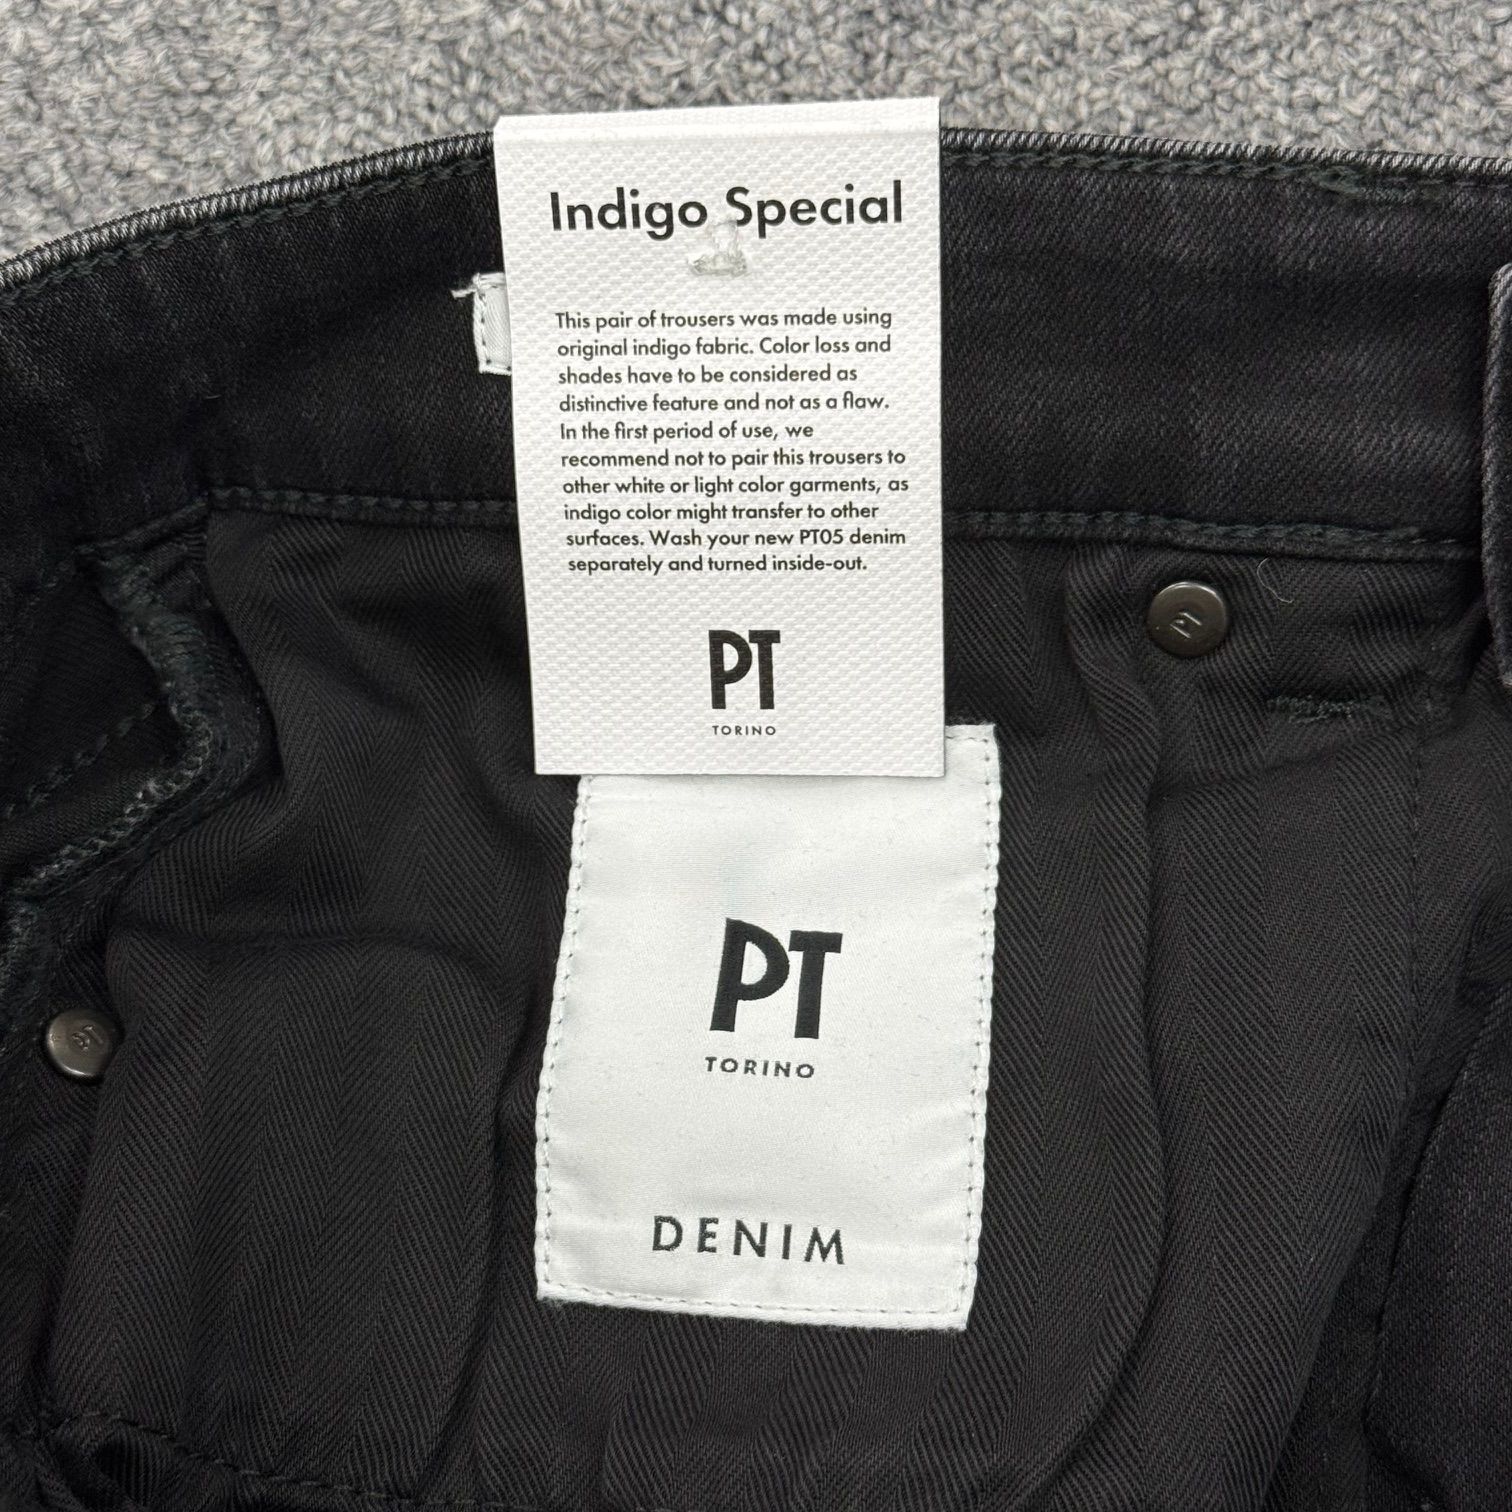 Indigo Special
This pair of trousers was made using
original indigo fabric. Color loss and
shades have to be considered as
distinctive feature and not as a flaw.
In the first period of use, we
recommend not to pair this trousers to
other white or light color garments, as
indigo color might transfer to other
surfaces. Wash your new PT05 denim
separately and turned inside-out.
PT
TORINO
PT
PT
TORINO
DENIM